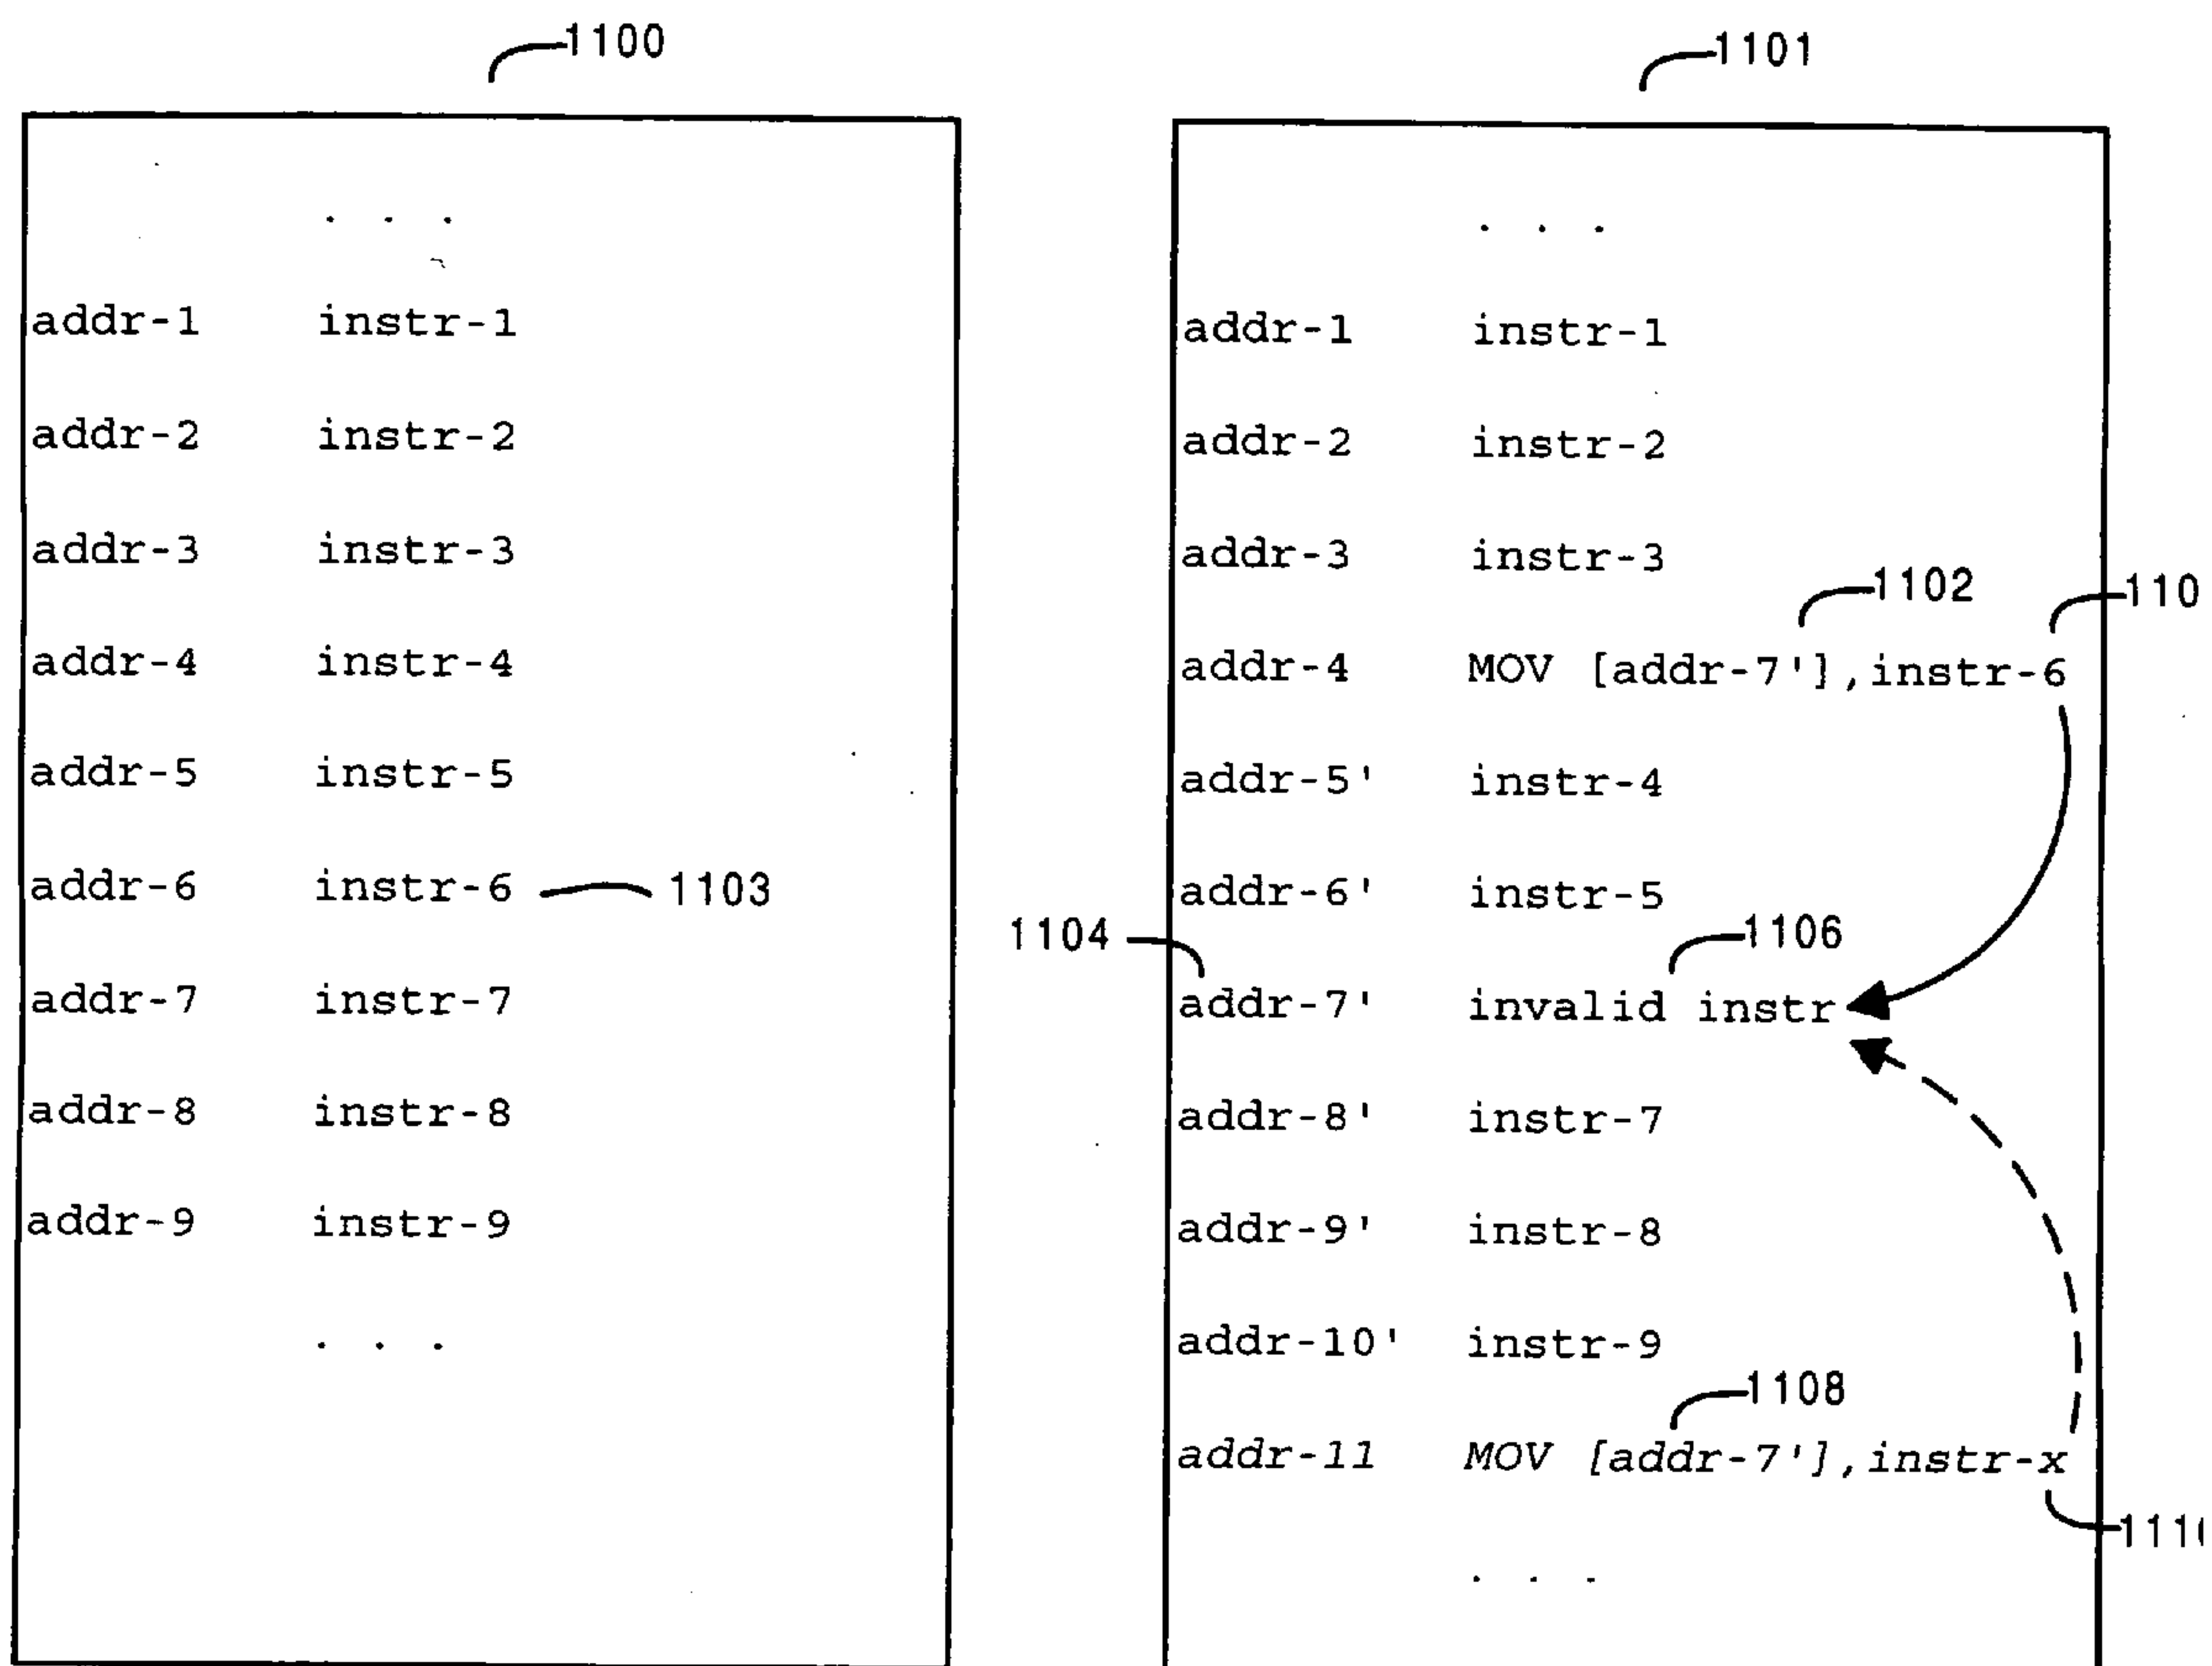 1100
. . .
addr-1 instr-1
addr-2 instr-2
addr-3 instr-3
addr-4 instr-4
addr-5 instr-5
addr-6 instr-6 1103
addr-7 instr-7
addr-8 instr-8
addr-9 instr-9
. . .
1101
. . .
addr-1 instr-1
addr-2 instr-2
addr-3 instr-3
1102
addr-4 MOV [addr-7'],instr-6
addr-5' instr-4
addr-6' instr-5
1104 1106
addr-7' invalid instr
addr-8' instr-7
addr-9' instr-8
addr-10' instr-9
1108
addr-11 MOV [addr-7'],instr-x
. . .